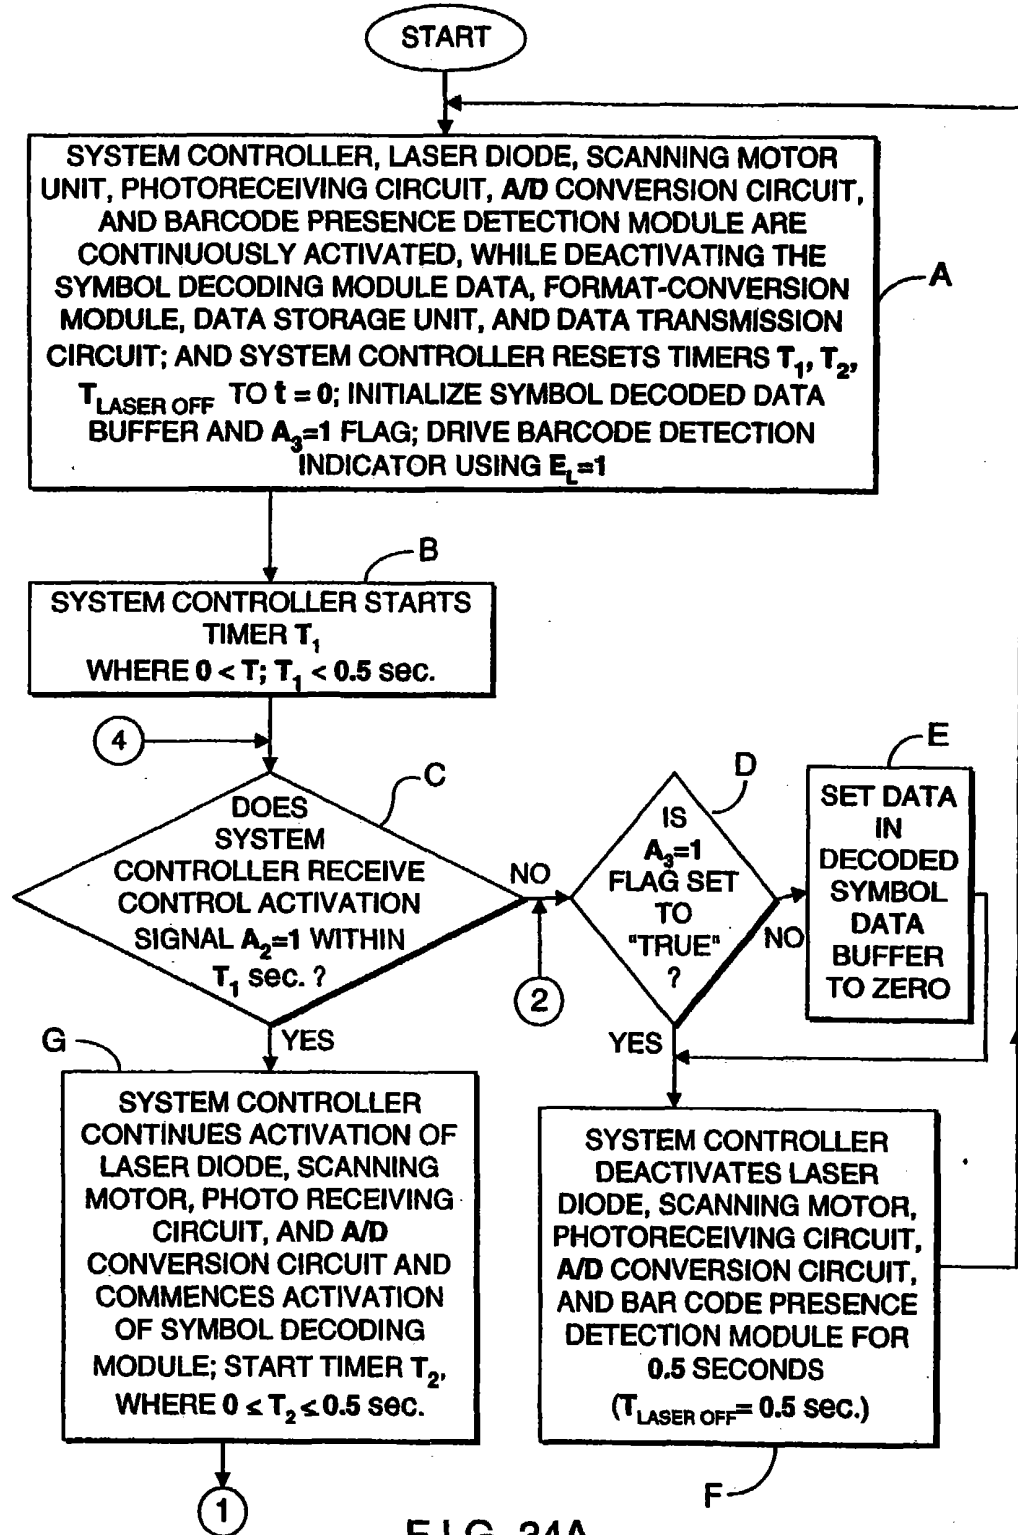 START
SYSTEM CONTROLLER, LASER DIODE, SCANNING MOTOR
UNIT, PHOTORECEIVING CIRCUIT, A/D CONVERSION CIRCUIT,
AND BARCODE PRESENCE DETECTION MODULE ARE
CONTINUOUSLY ACTIVATED, WHILE DEACTIVATING THE
SYMBOL DECODING MODULE DATA, FORMAT-CONVERSION
MODULE, DATA STORAGE UNIT, AND DATA TRANSMISSION
CIRCUIT; AND SYSTEM CONTROLLER RESETS TIMERS T1, T2,
TLASER OFF TO t = 0; INITIALIZE SYMBOL DECODED DATA
BUFFER AND A3=1 FLAG; DRIVE BARCODE DETECTION
INDICATOR USING EL=1
A
B
SYSTEM CONTROLLER STARTS
TIMER T1
WHERE 0 < T; T1 < 0.5 sec.
4
C
DOES
SYSTEM
CONTROLLER RECEIVE
CONTROL ACTIVATION
SIGNAL A2=1 WITHIN
T1 sec. ?
NO
2
D
IS
A3=1
FLAG SET
TO
"TRUE"
?
NO
E
SET DATA
IN
DECODED
SYMBOL
DATA
BUFFER
TO ZERO
YES
YES
G
SYSTEM CONTROLLER
CONTINUES ACTIVATION OF
LASER DIODE, SCANNING
MOTOR, PHOTO RECEIVING
CIRCUIT, AND A/D
CONVERSION CIRCUIT AND
COMMENCES ACTIVATION
OF SYMBOL DECODING
MODULE; START TIMER T2,
WHERE 0 ≤ T2 ≤ 0.5 sec.
SYSTEM CONTROLLER
DEACTIVATES LASER
DIODE, SCANNING MOTOR,
PHOTORECEIVING CIRCUIT,
A/D CONVERSION CIRCUIT,
AND BAR CODE PRESENCE
DETECTION MODULE FOR
0.5 SECONDS
(TLASER OFF= 0.5 sec.)
F
1
FIG. 34A